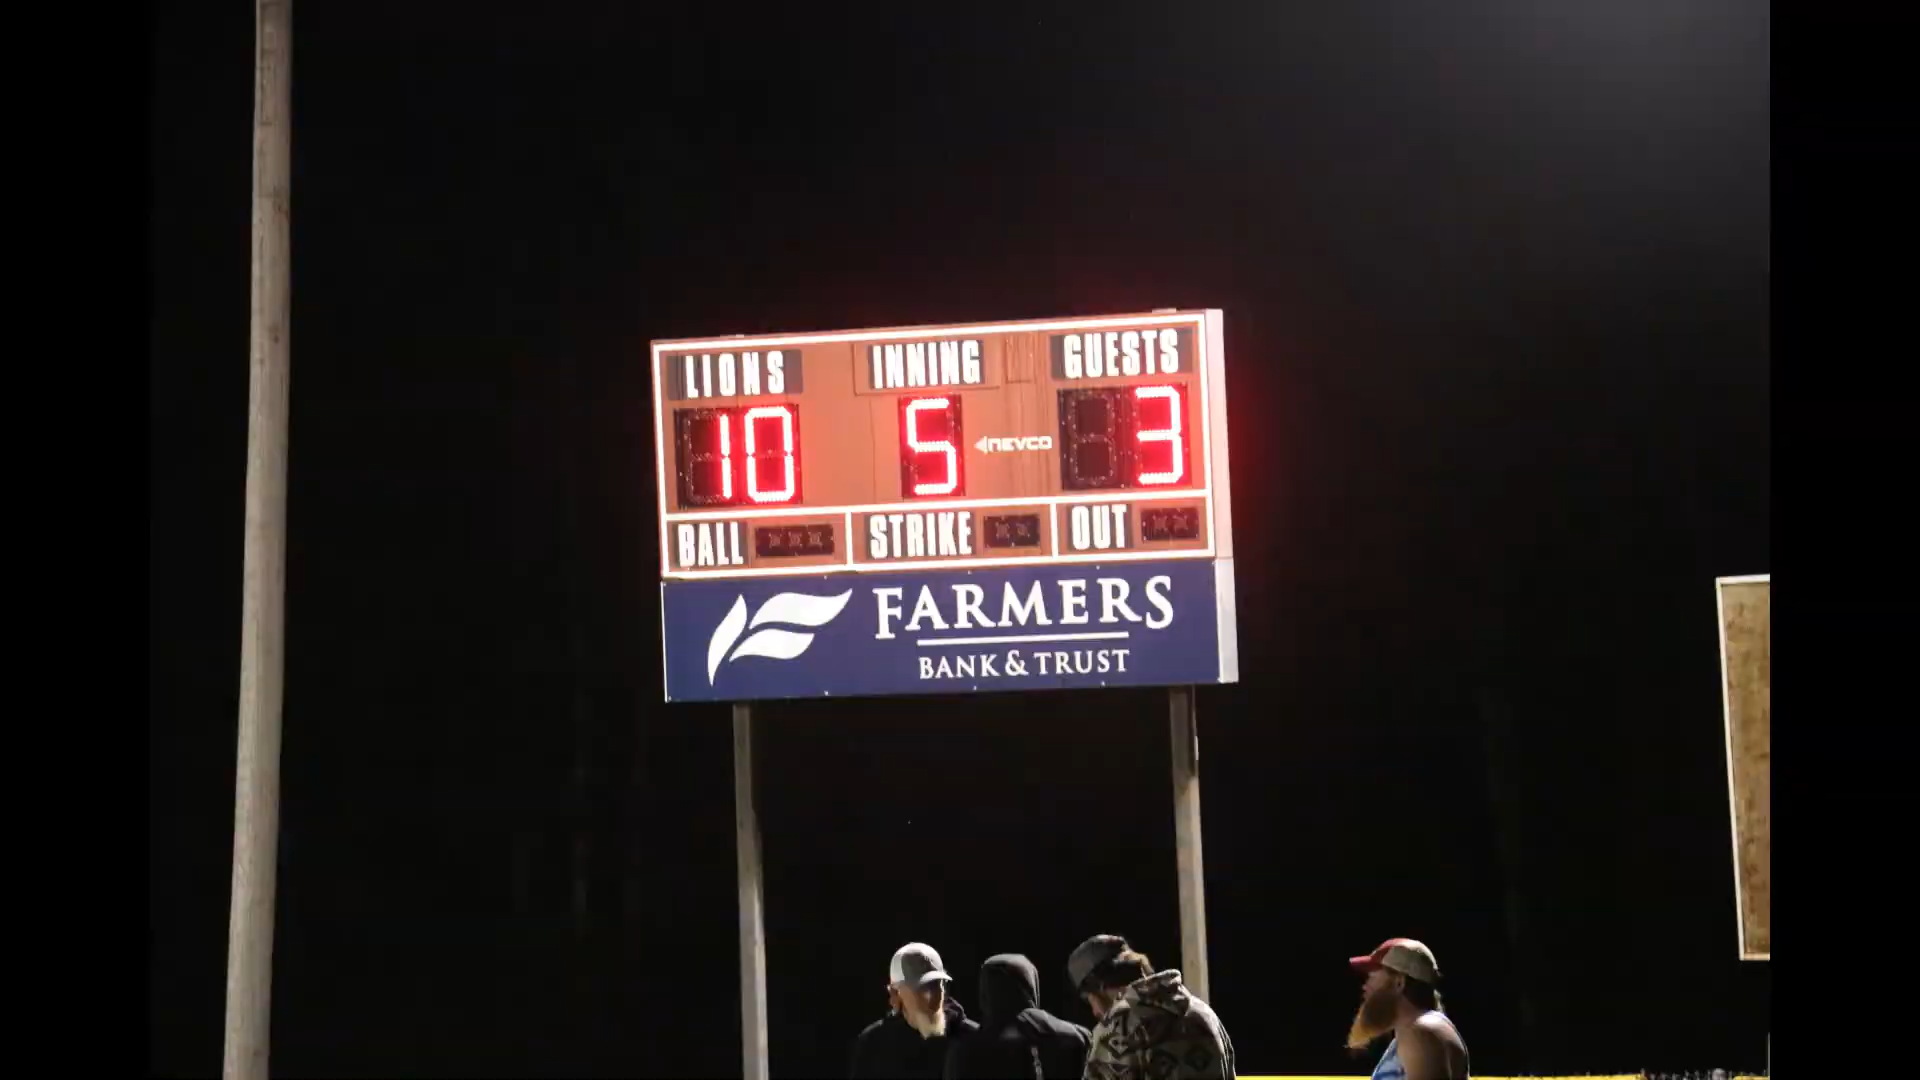 LIONS INNING GUESTS
10 5 3
NEVCO
BALL STRIKE OUT
FARMERS
BANK & TRUST